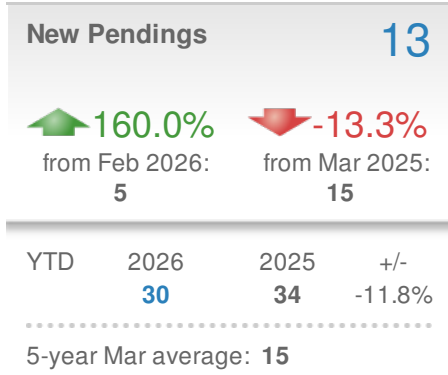 New Pendings 13
160.0% -13.3%
from Feb 2026: from Mar 2025:
5 15
YTD 2026 2025 +/-
30 34 -11.8%
5-year Mar average: 15